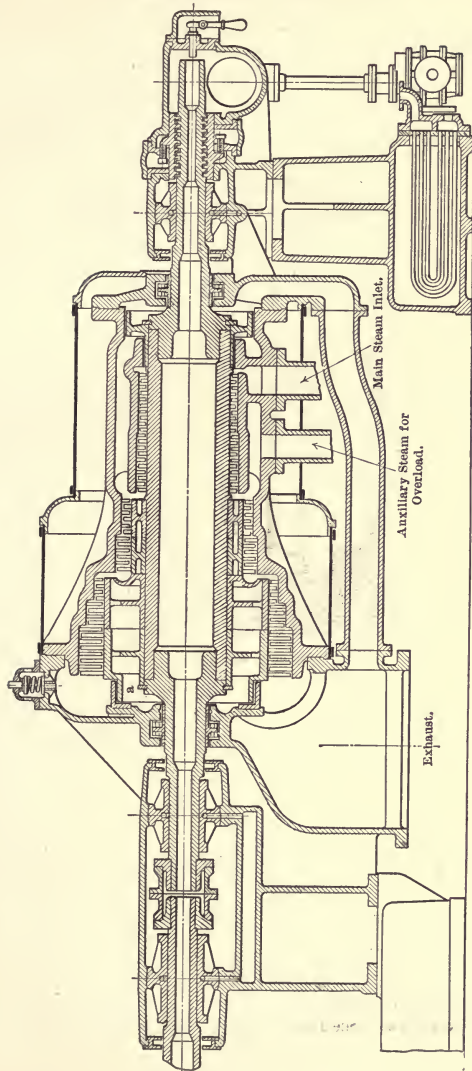 Main Steam Inlet.
Auxiliary Steam for
Overload.
Exhaust.
a